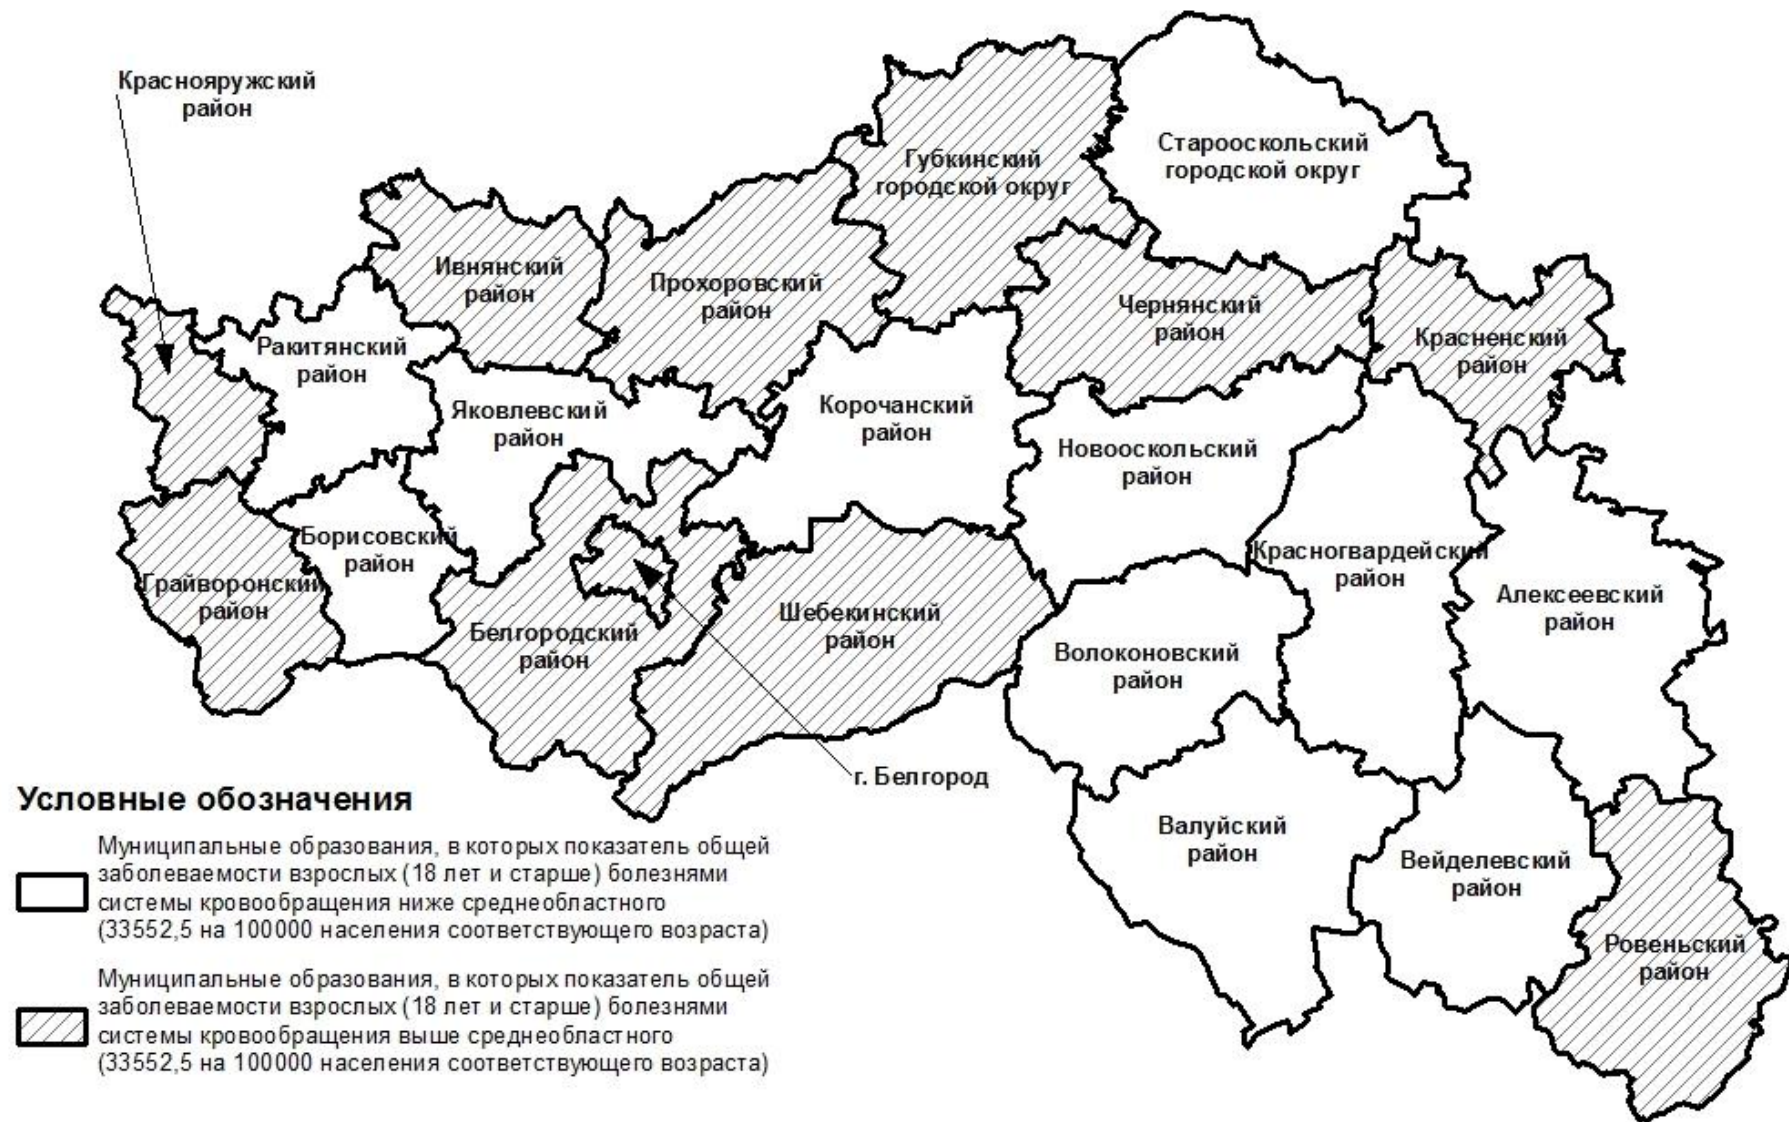 Краснояружский
район
Старооскольский
городской округ
Губкинский
городской округ
Ивнянский
район
Прохоровский
район
Чернянский
район
Красненский
район
Ракитянский
район
Яковлевский
район
Корочанский
район
Новооскольский
район
Борисовский
район
Красногвардейский
район
Грайворонский
район
Алексеевский
район
Шебекинский
район
Белгородский
район
Волоконовский
район
г. Белгород
Валуйский
район
Вейделевский
район
Ровеньский
район
Условные обозначения
Муниципальные образования, в которых показатель общей
заболеваемости взрослых (18 лет и старше) болезнями
системы кровообращения ниже среднеобластного
(33552,5 на 100000 населения соответствующего возраста)
Муниципальные образования, в которых показатель общей
заболеваемости взрослых (18 лет и старше) болезнями
системы кровообращения выше среднеобластного
(33552,5 на 100000 населения соответствующего возраста)